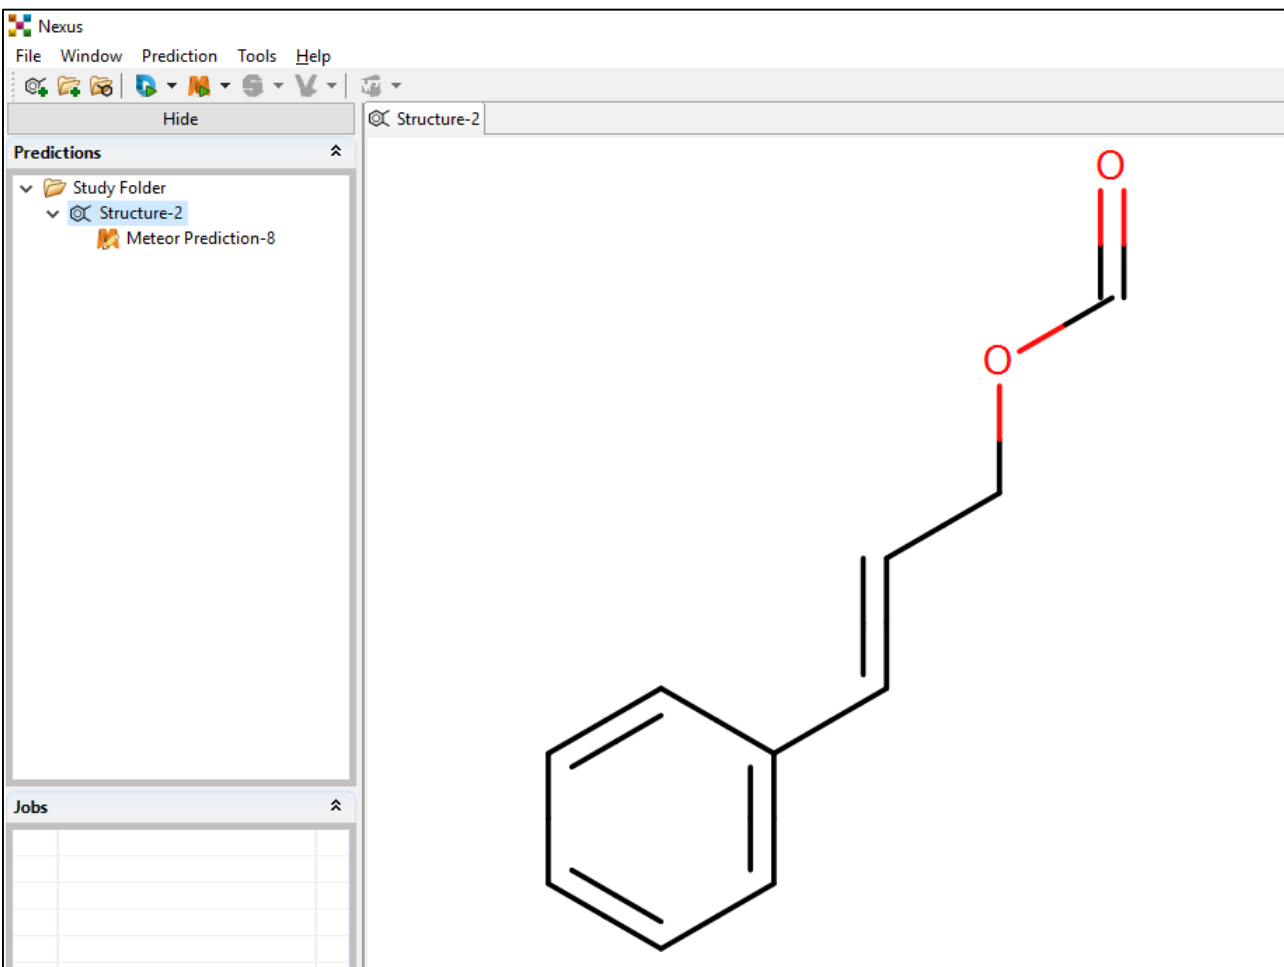 Nexus
File Window Prediction Tools Help
Hide
Structure-2
Predictions
Study Folder
Structure-2
Meteor Prediction-8
O
O
Jobs